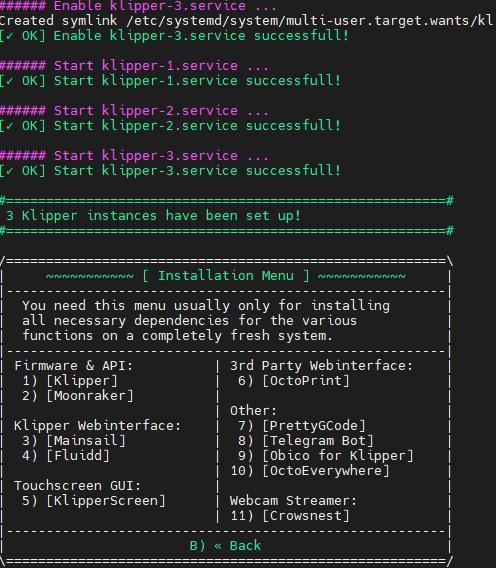 ###### Enable klipper-3.service ...
Created symlink /etc/systemd/system/multi-user.target.wants/kl
[✓ OK] Enable klipper-3.service successfull!
###### Start klipper-1.service ...
[✓ OK] Start klipper-1.service successfull!
###### Start klipper-2.service ...
[✓ OK] Start klipper-2.service successfull!
###### Start klipper-3.service ...
[✓ OK] Start klipper-3.service successfull!
#=======================================================#
3 Klipper instances have been set up!
#=======================================================#
/=======================================================\
| ~~~~~~~~~~~ [ Installation Menu ] ~~~~~~~~~~~ |
|-------------------------------------------------------|
| You need this menu usually only for installing |
| all necessary dependencies for the various |
| functions on a completely fresh system. |
|-------------------------------------------------------|
| Firmware & API: | 3rd Party Webinterface: |
| 1) [Klipper] | 6) [OctoPrint] |
| 2) [Moonraker] | |
| | Other: |
| Klipper Webinterface: | 7) [PrettyGCode] |
| 3) [Mainsail] | 8) [Telegram Bot] |
| 4) [Fluidd] | 9) [Obico for Klipper] |
| | 10) [OctoEverywhere] |
| Touchscreen GUI: | |
| 5) [KlipperScreen] | Webcam Streamer: |
| | 11) [Crowsnest] |
|-------------------------------------------------------|
| B) « Back |
\=======================================================/